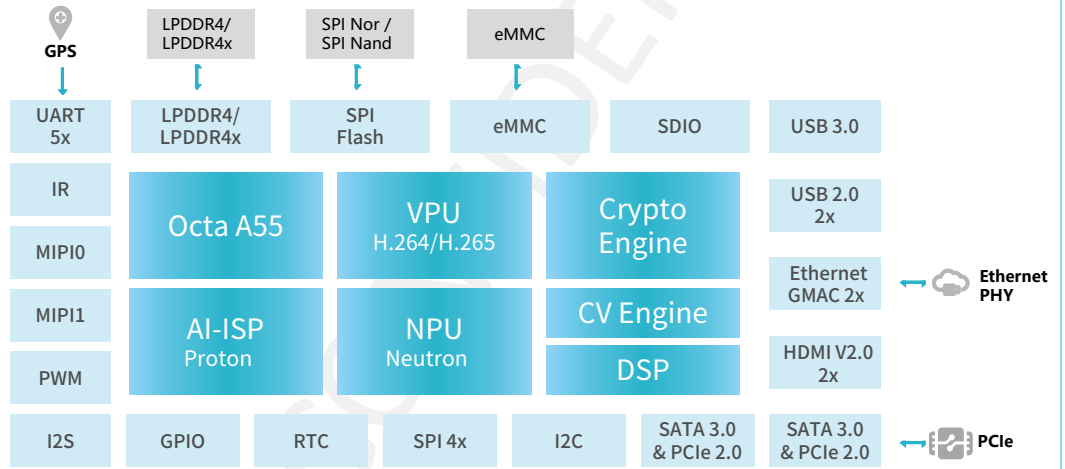 GPS
LPDDR4/
LPDDR4x
SPI Nor /
SPI Nand
eMMC
UART
5x
LPDDR4/
LPDDR4x
SPI
Flash
eMMC
SDIO
USB 3.0
IR
MIPI0
MIPI1
PWM
Octa A55
VPU
H.264/H.265
Crypto
Engine
AI-ISP
Proton
NPU
Neutron
CV Engine
DSP
USB 2.0
2x
Ethernet
GMAC 2x
Ethernet
PHY
HDMI V2.0
2x
I2S
GPIO
RTC
SPI 4x
I2C
SATA 3.0
& PCIe 2.0
SATA 3.0
& PCIe 2.0
PCIe